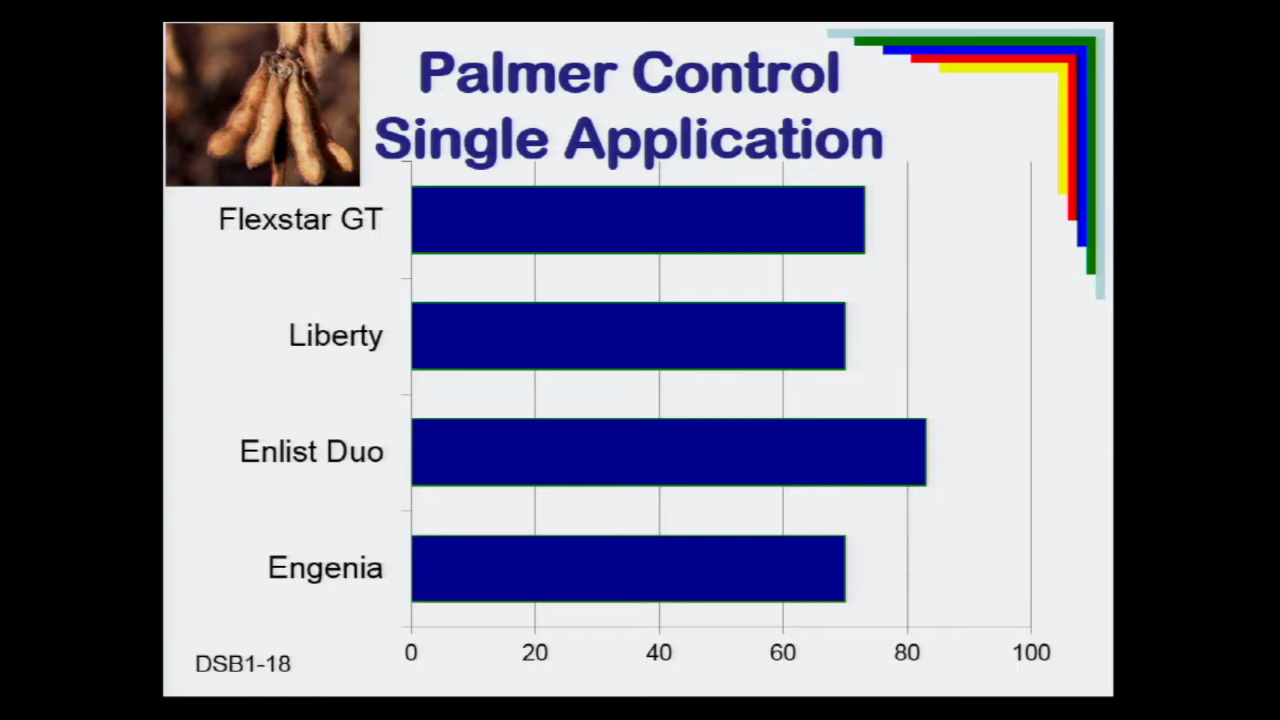 Palmer Control
Single Application
Flexstar GT
Liberty
Enlist Duo
Engenia
0 20 40 60 80 100
DSB1-18